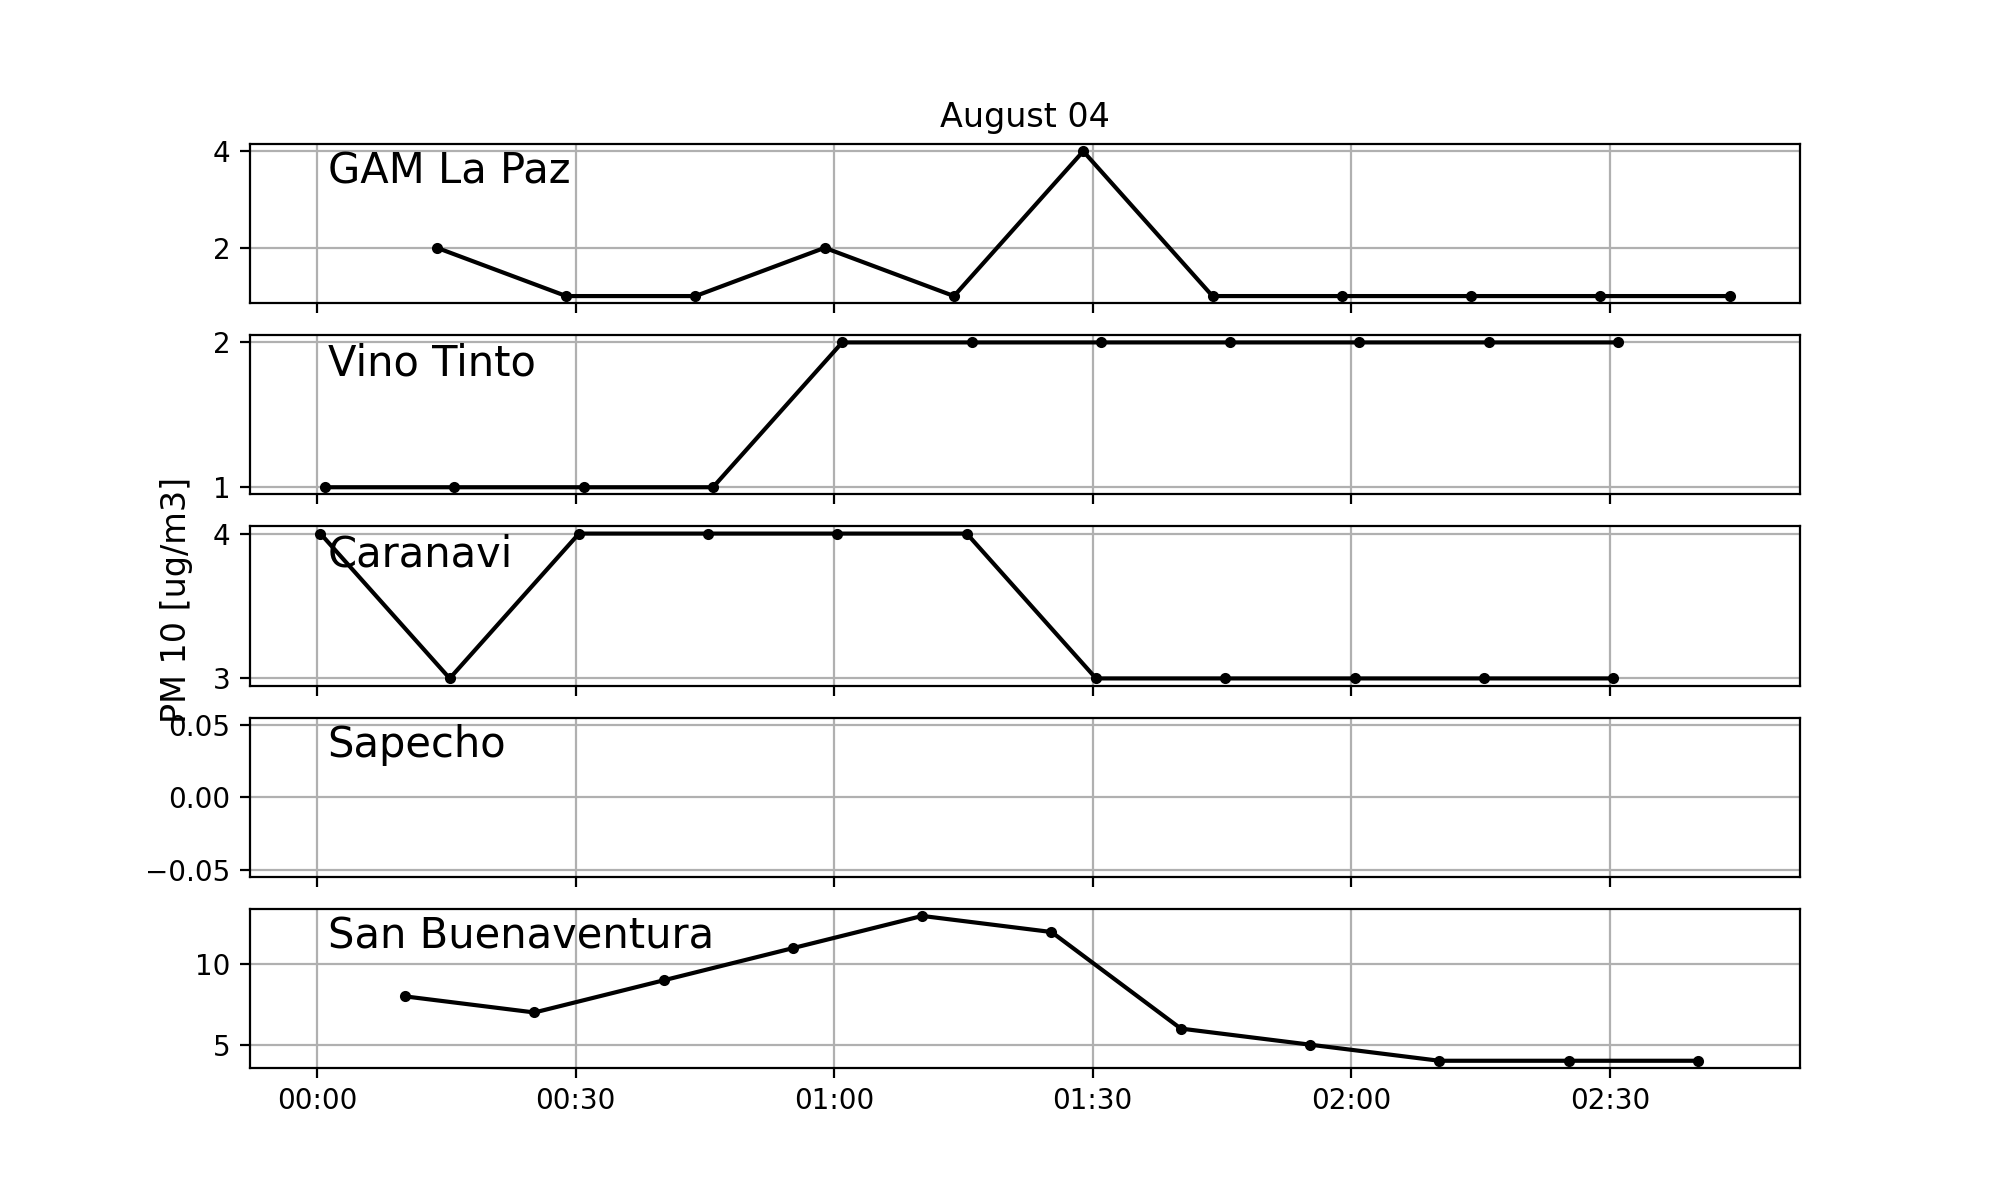 August 04
PM 10 [ug/m3]
4
2
GAM La Paz
2
1
Vino Tinto
4
3
Caranavi
0.05
0.00
−0.05
Sapecho
10
5
San Buenaventura
00:00 00:30 01:00 01:30 02:00 02:30